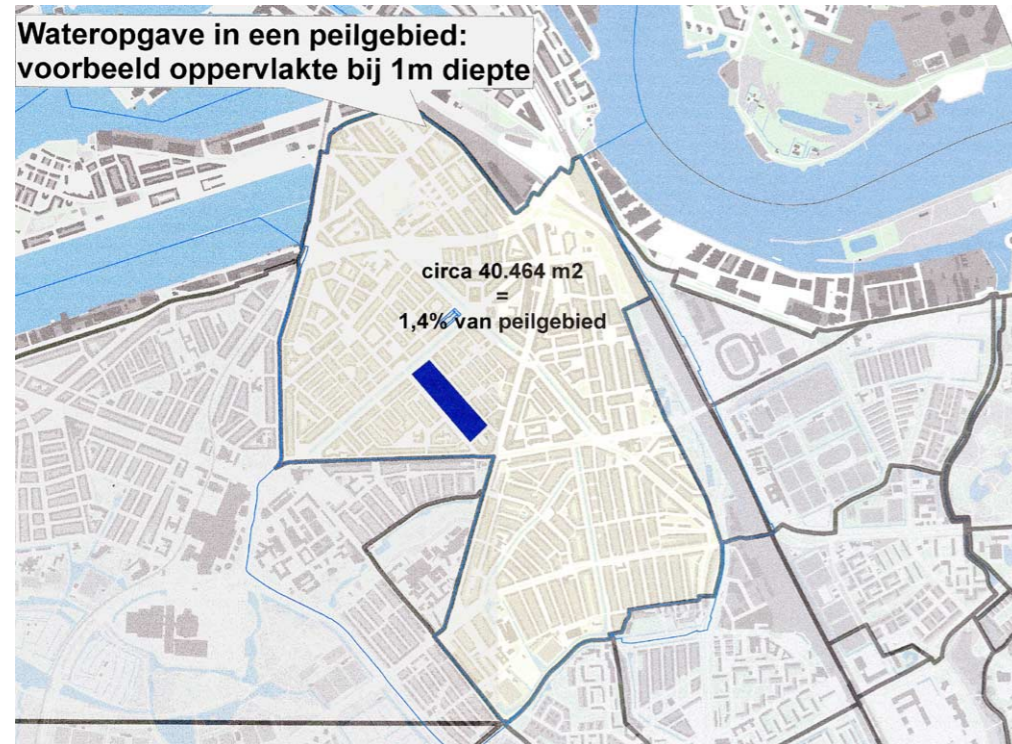 Wateropgave in een peilgebied:
voorbeeld oppervlakte bij 1m diepte
circa 40.464 m2
=
1,4% van peilgebied